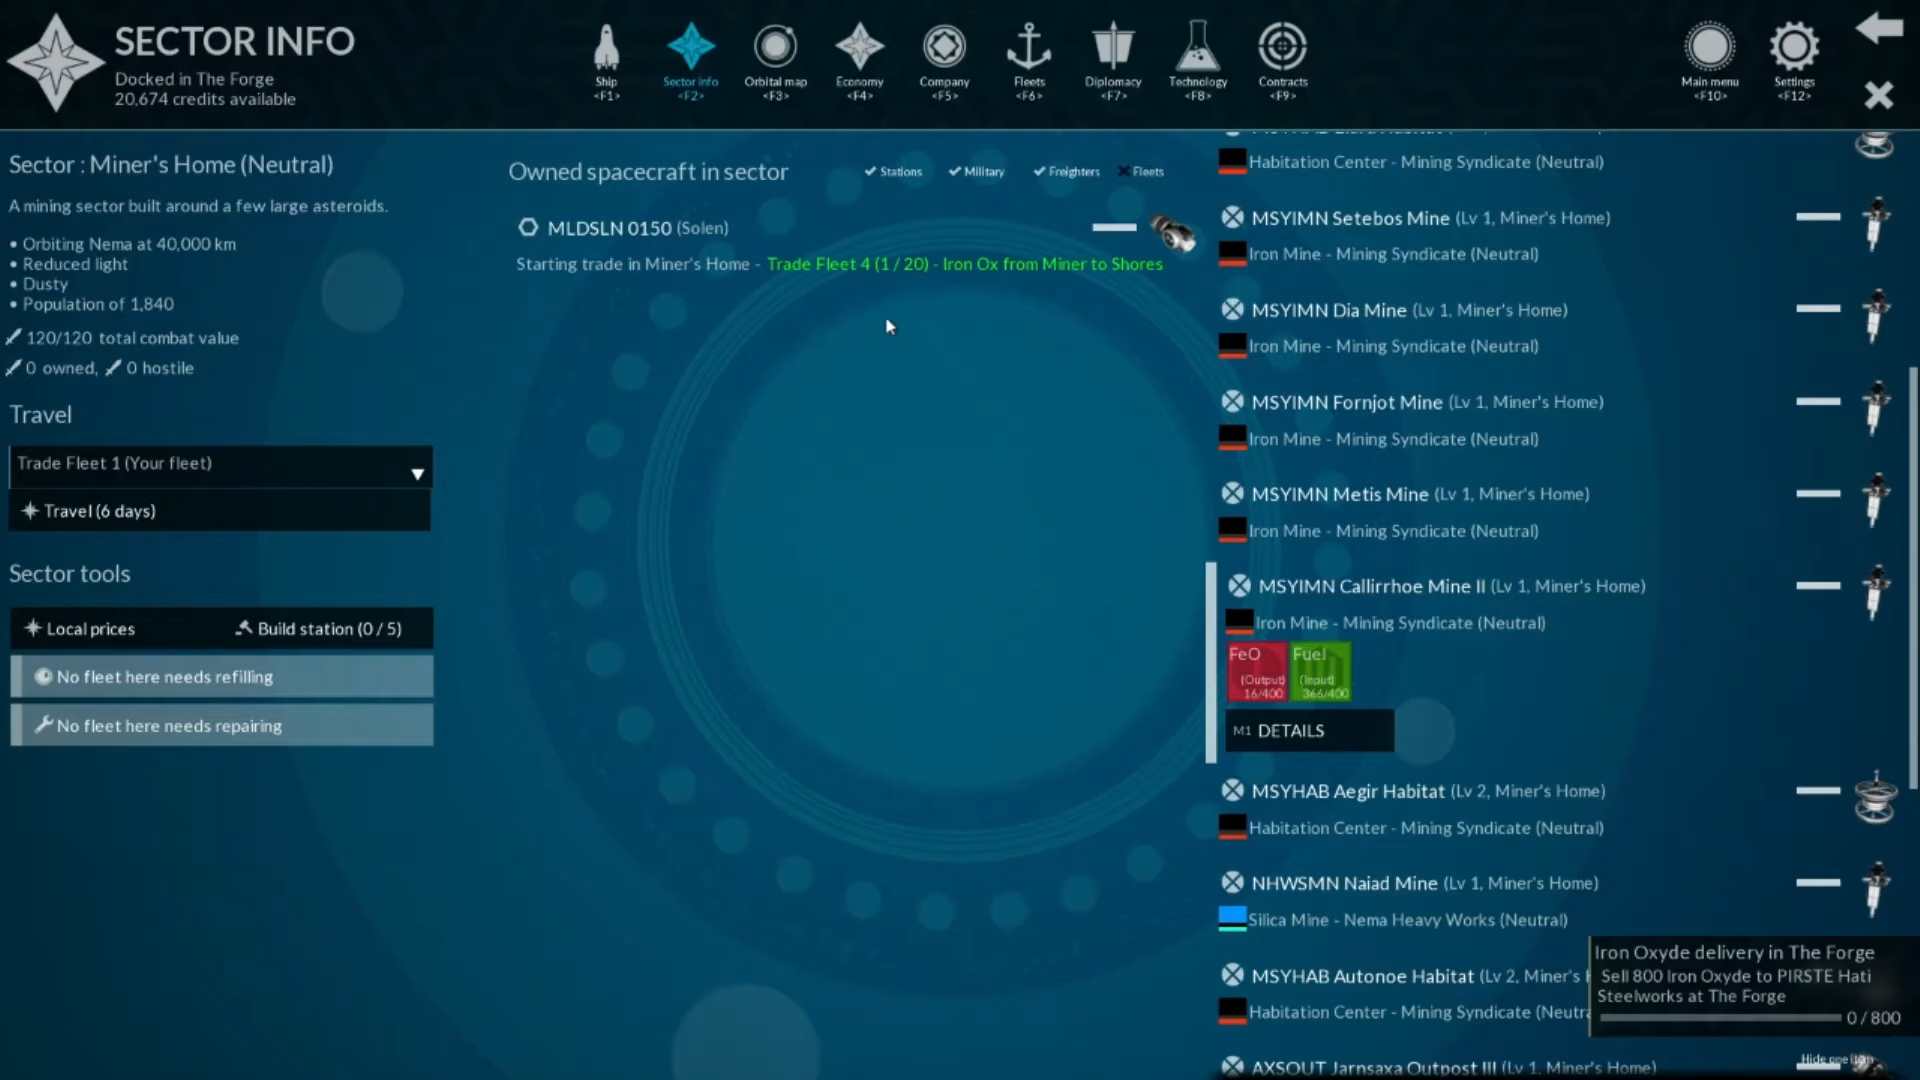 SECTOR INFO
Docked in The Forge
20,674 credits available
Ship
<F1>
Sector info
<F2>
Orbital map
<F3>
Economy
<F4>
Company
<F5>
Fleets
<F6>
Diplomacy
<F7>
Technology
<F8>
Contracts
<F9>
Main menu
<F10>
Settings
<F12>
Sector : Miner's Home (Neutral)
A mining sector built around a few large asteroids.
• Orbiting Nema at 40,000 km
• Reduced light
• Dusty
• Population of 1,840
120/120 total combat value
0 owned, 0 hostile
Travel
Trade Fleet 1 (Your fleet)
Travel (6 days)
Sector tools
Local prices
Build station (0 / 5)
No fleet here needs refilling
No fleet here needs repairing
Owned spacecraft in sector
Stations
Military
Freighters
Fleets
MLDSLN 0150 (Solen)
Starting trade in Miner's Home - Trade Fleet 4 (1 / 20) - Iron Ox from Miner to Shores
Habitation Center - Mining Syndicate (Neutral)
MSYIMN Setebos Mine (Lv 1, Miner's Home)
Iron Mine - Mining Syndicate (Neutral)
MSYIMN Dia Mine (Lv 1, Miner's Home)
Iron Mine - Mining Syndicate (Neutral)
MSYIMN Fornjot Mine (Lv 1, Miner's Home)
Iron Mine - Mining Syndicate (Neutral)
MSYIMN Metis Mine (Lv 1, Miner's Home)
Iron Mine - Mining Syndicate (Neutral)
MSYIMN Callirrhoe Mine II (Lv 1, Miner's Home)
Iron Mine - Mining Syndicate (Neutral)
FeO
(Output)
16/400
Fuel
(Input)
366/400
M1 DETAILS
MSYHAB Aegir Habitat (Lv 2, Miner's Home)
Habitation Center - Mining Syndicate (Neutral)
NHWSMN Naiad Mine (Lv 1, Miner's Home)
Silica Mine - Nema Heavy Works (Neutral)
MSYHAB Autonoe Habitat (Lv 2, Miner's
Habitation Center - Mining Syndicate
AXSOUT Jarnsaxa Outpost III (Lv 1, Miner's Home)
Iron Oxyde delivery in The Forge
Sell 800 Iron Oxyde to PIRSTE Hati
Steelworks at The Forge
0 / 800